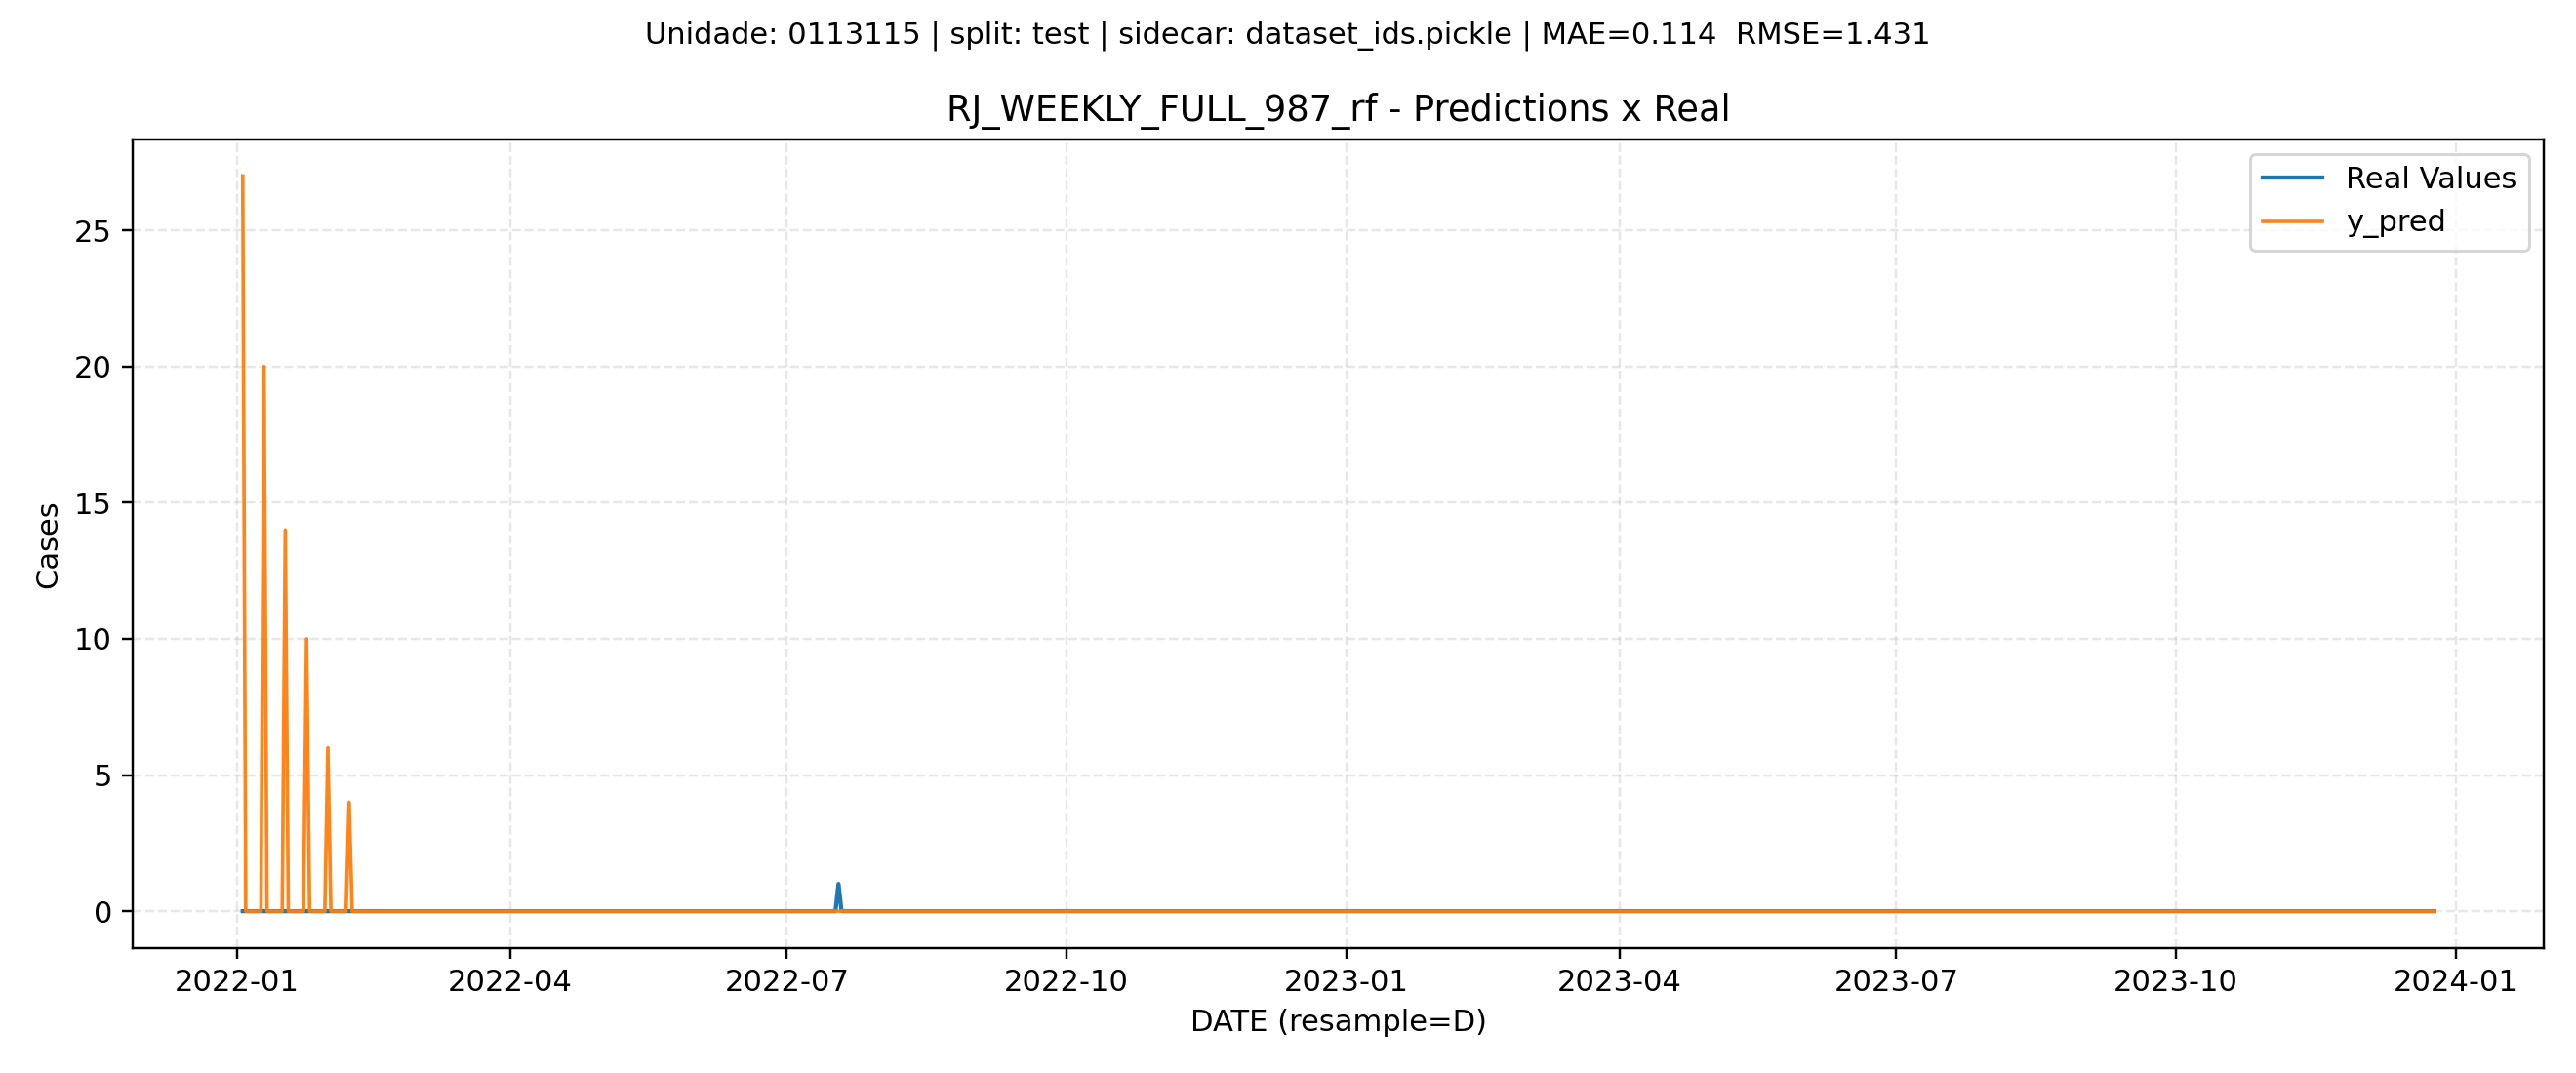 Unidade: 0113115 | split: test | sidecar: dataset_ids.pickle | MAE=0.114  RMSE=1.431
RJ_WEEKLY_FULL_987_rf - Predictions x Real
Real Values
y_pred
Cases
25
20
15
10
5
0
2022-01
2022-04
2022-07
2022-10
2023-01
2023-04
2023-07
2023-10
2024-01
DATE (resample=D)